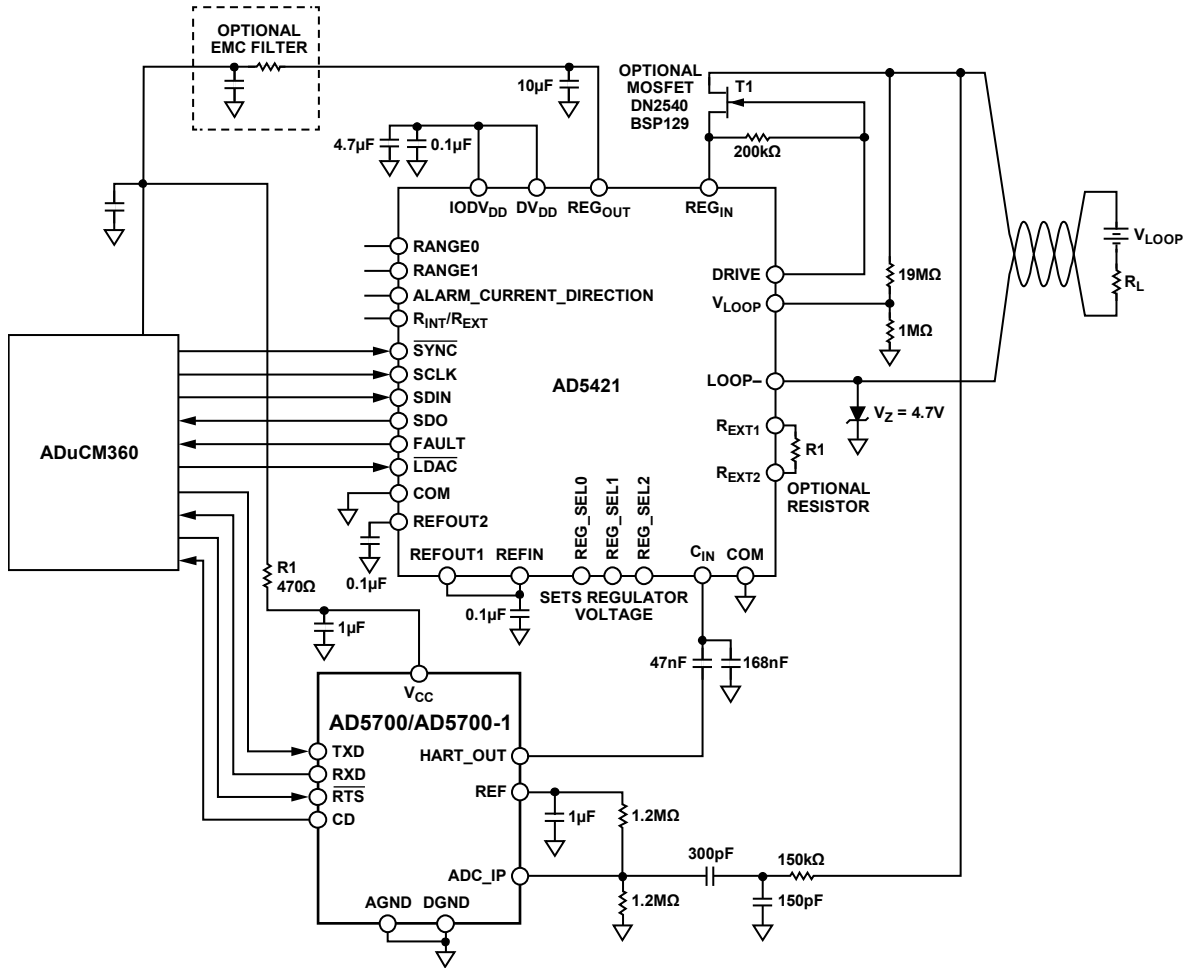 OPTIONAL
EMC FILTER
10µF
OPTIONAL
MOSFET
DN2540
BSP129
T1
200kΩ
4.7µF
0.1µF
IODVDD
DVDD
REGOUT
REGIN
RANGE0
RANGE1
ALARM_CURRENT_DIRECTION
RINT/REXT
SYNC
SCLK
SDIN
SDO
FAULT
LDAC
COM
REFOUT2
0.1µF
AD5421
DRIVE
VLOOP
LOOP–
REXT1
REXT2
R1
OPTIONAL
RESISTOR
19MΩ
1MΩ
VZ = 4.7V
VLOOP
RL
ADuCM360
REFOUT1
REFIN
REG_SEL0
REG_SEL1
REG_SEL2
CIN
COM
SETS REGULATOR
VOLTAGE
0.1µF
R1
470Ω
1µF
47nF
168nF
VCC
AD5700/AD5700-1
TXD
RXD
RTS
CD
HART_OUT
REF
ADC_IP
AGND
DGND
1µF
1.2MΩ
1.2MΩ
300pF
150kΩ
150pF